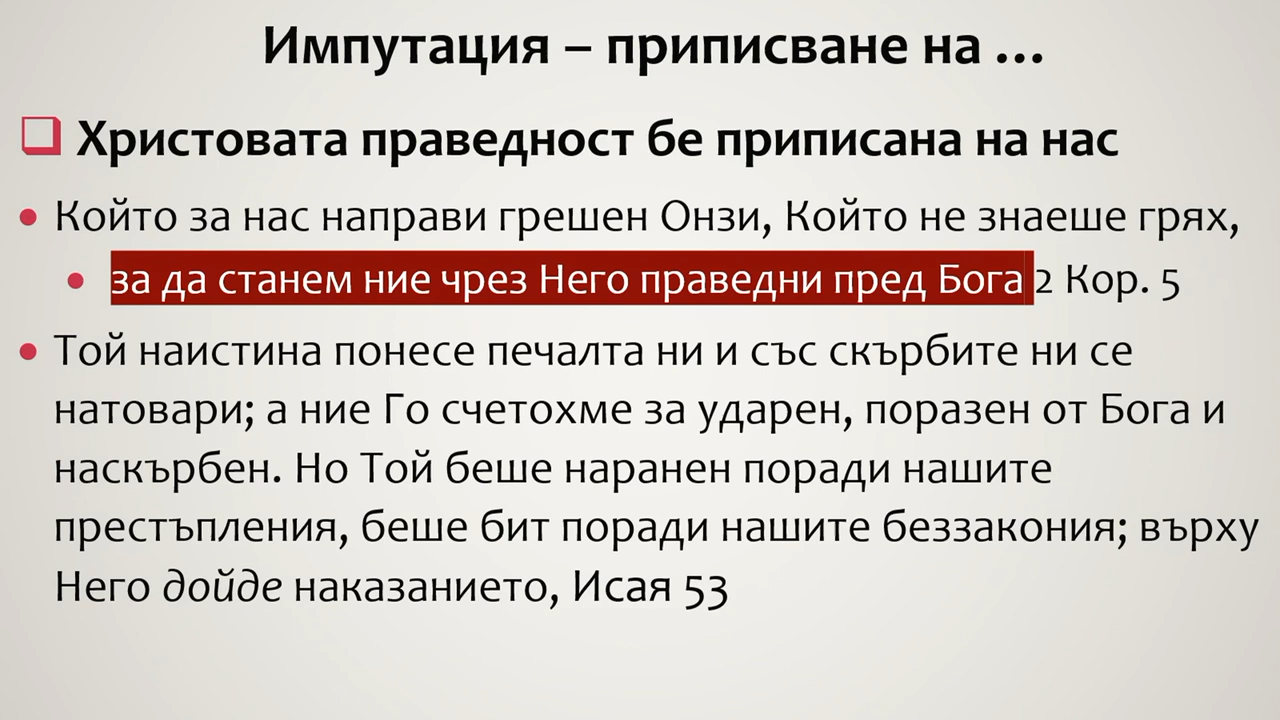 Импутация – приписване на ...
Христовата праведност бе приписана на нас
Който за нас направи грешен Онзи, Който не знаеше грях,
за да станем ние чрез Него праведни пред Бога 2 Кор. 5
Той наистина понесе печалта ни и със скърбите ни се
натовари; а ние Го счетохме за ударен, поразен от Бога и
наскърбен. Но Той беше наранен поради нашите
престъпления, беше бит поради нашите беззакония; върху
Него дойде наказанието, Исая 53